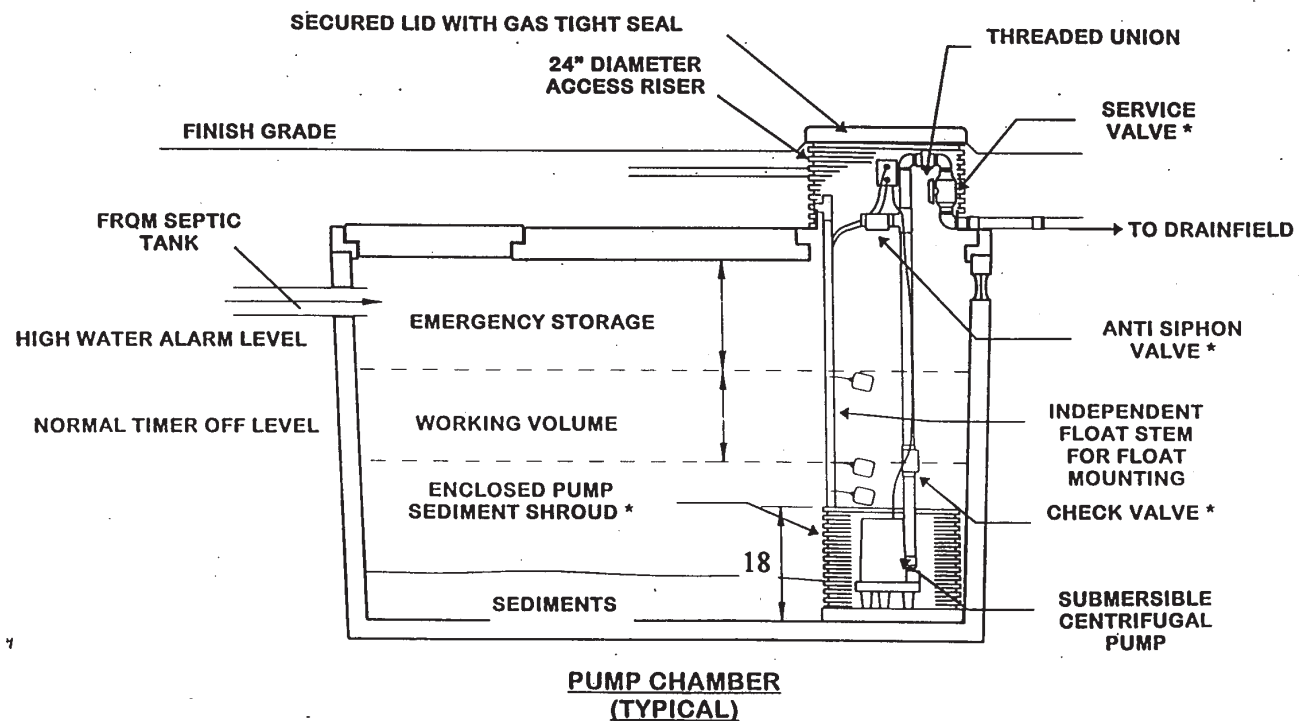 SECURED LID WITH GAS TIGHT SEAL
THREADED UNION
24" DIAMETER
ACCESS RISER
SERVICE
VALVE *
FINISH GRADE
FROM SEPTIC
TANK
TO DRAINFIELD
EMERGENCY STORAGE
HIGH WATER ALARM LEVEL
ANTI SIPHON
VALVE *
NORMAL TIMER OFF LEVEL
WORKING VOLUME
INDEPENDENT
FLOAT STEM
FOR FLOAT
MOUNTING
ENCLOSED PUMP
SEDIMENT SHROUD *
CHECK VALVE *
18
SEDIMENTS
SUBMERSIBLE
CENTRIFUGAL
PUMP
PUMP CHAMBER
(TYPICAL)